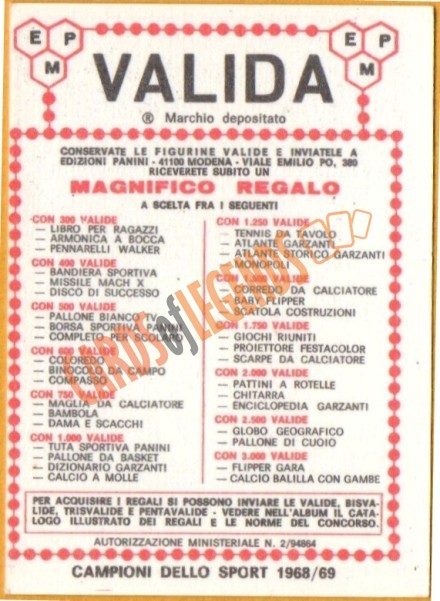 E P
M
VALIDA
E P
M
® Marchio depositato
CONSERVATE LE FIGURINE VALIDE E INVIATELE A
EDIZIONI PANINI - 41100 MODENA - VIALE EMILIO PO, 380
RICEVERETE SUBITO UN
MAGNIFICO REGALO
A SCELTA FRA I SEGUENTI
CON 300 VALIDE
— LIBRO PER RAGAZZI
— ARMONICA A BOCCA
— PENNARELLI WALKER
CON 400 VALIDE
— BANDIERA SPORTIVA
— MISSILE MACH X
— DISCO DI SUCCESSO
CON 500 VALIDE
— PALLONE BIANCO
— BORSA SPORTIVA PANINI
— COMPLETO PER SCOLARO
CON 600 VALIDE
— COLOREDO
— BINOCOLO DA CAMPO
— COMPASSO
CON 750 VALIDE
— MAGLIA DA CALCIATORE
— BAMBOLA
— DAMA E SCACCHI
CON 1.000 VALIDE
— TUTA SPORTIVA PANINI
— PALLONE DA BASKET
— DIZIONARIO GARZANTI
— CALCIO A MOLLE
CON 1.250 VALIDE
— TENNIS DA TAVOLO
— ATLANTE GARZANTI
— ATLANTE STORICO GARZANTI
— MONOPOLI
VALIDE
— CORREDO DA CALCIATORE
— BABY FLIPPER
— SCATOLA COSTRUZIONI
CON 1.750 VALIDE
— GIOCHI RIUNITI
— PROIETTORE FESTACOLOR
— SCARPE DA CALCIATORE
CON 2.000 VALIDE
— PATTINI A ROTELLE
— CHITARRA
— ENCICLOPEDIA GARZANTI
CON 2.500 VALIDE
— GLOBO GEOGRAFICO
— PALLONE DI CUOIO
CON 3.000 VALIDE
— FLIPPER GARA
— CALCIO BALILLA CON GAMBE
CARDS of LEGENDS.COM
PER ACQUISIRE I REGALI SI POSSONO INVIARE LE VALIDE, BISVA-
LIDE, TRISVALIDE E PENTAVALIDE - VEDERE NELL'ALBUM IL CATA-
LOGO ILLUSTRATO DEI REGALI E LE NORME DEL CONCORSO.
AUTORIZZAZIONE MINISTERIALE N. 2/94864
CAMPIONI DELLO SPORT 1968/69